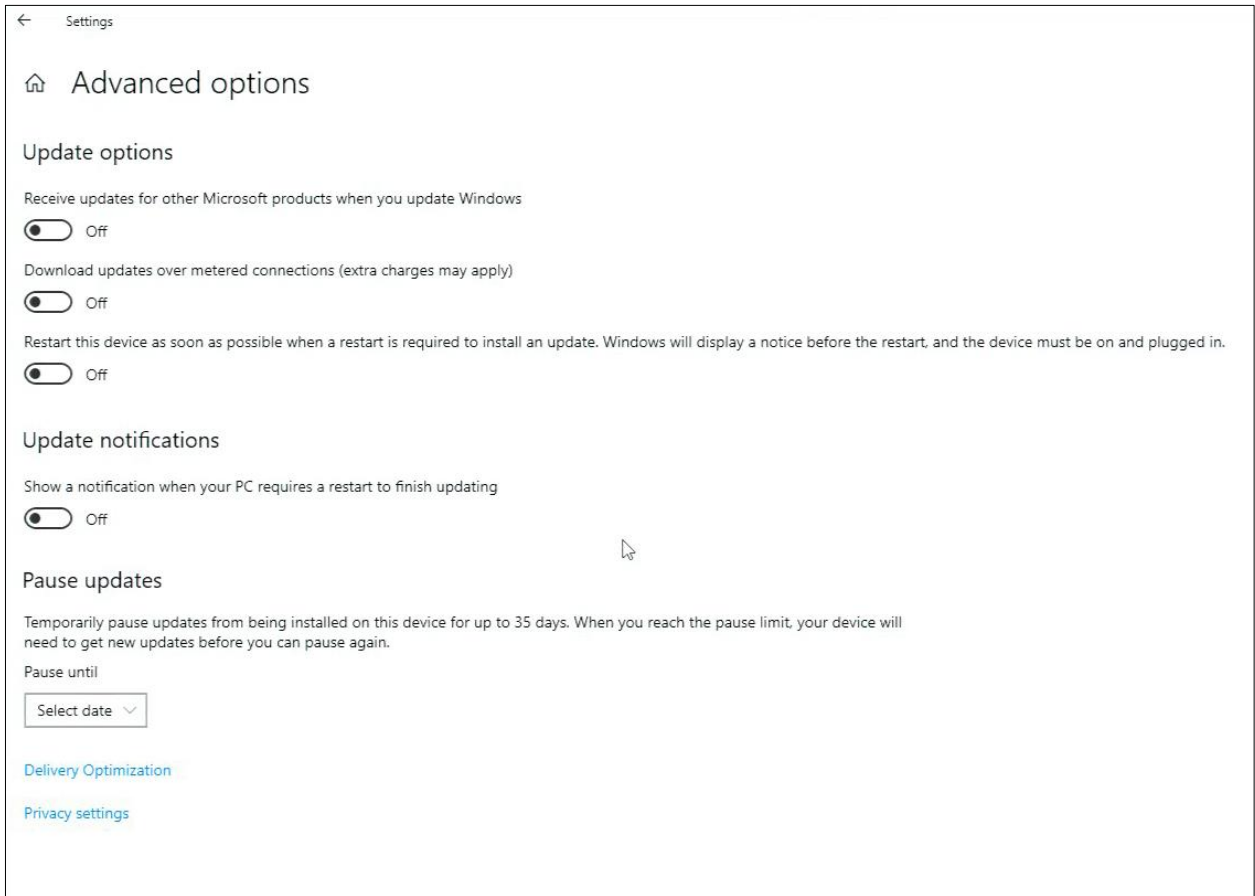 Settings
Advanced options
Update options
Receive updates for other Microsoft products when you update Windows
Off
Download updates over metered connections (extra charges may apply)
Off
Restart this device as soon as possible when a restart is required to install an update. Windows will display a notice before the restart, and the device must be on and plugged in.
Off
Update notifications
Show a notification when your PC requires a restart to finish updating
Off
Pause updates
Temporarily pause updates from being installed on this device for up to 35 days. When you reach the pause limit, your device will
need to get new updates before you can pause again.
Pause until
Select date
Delivery Optimization
Privacy settings